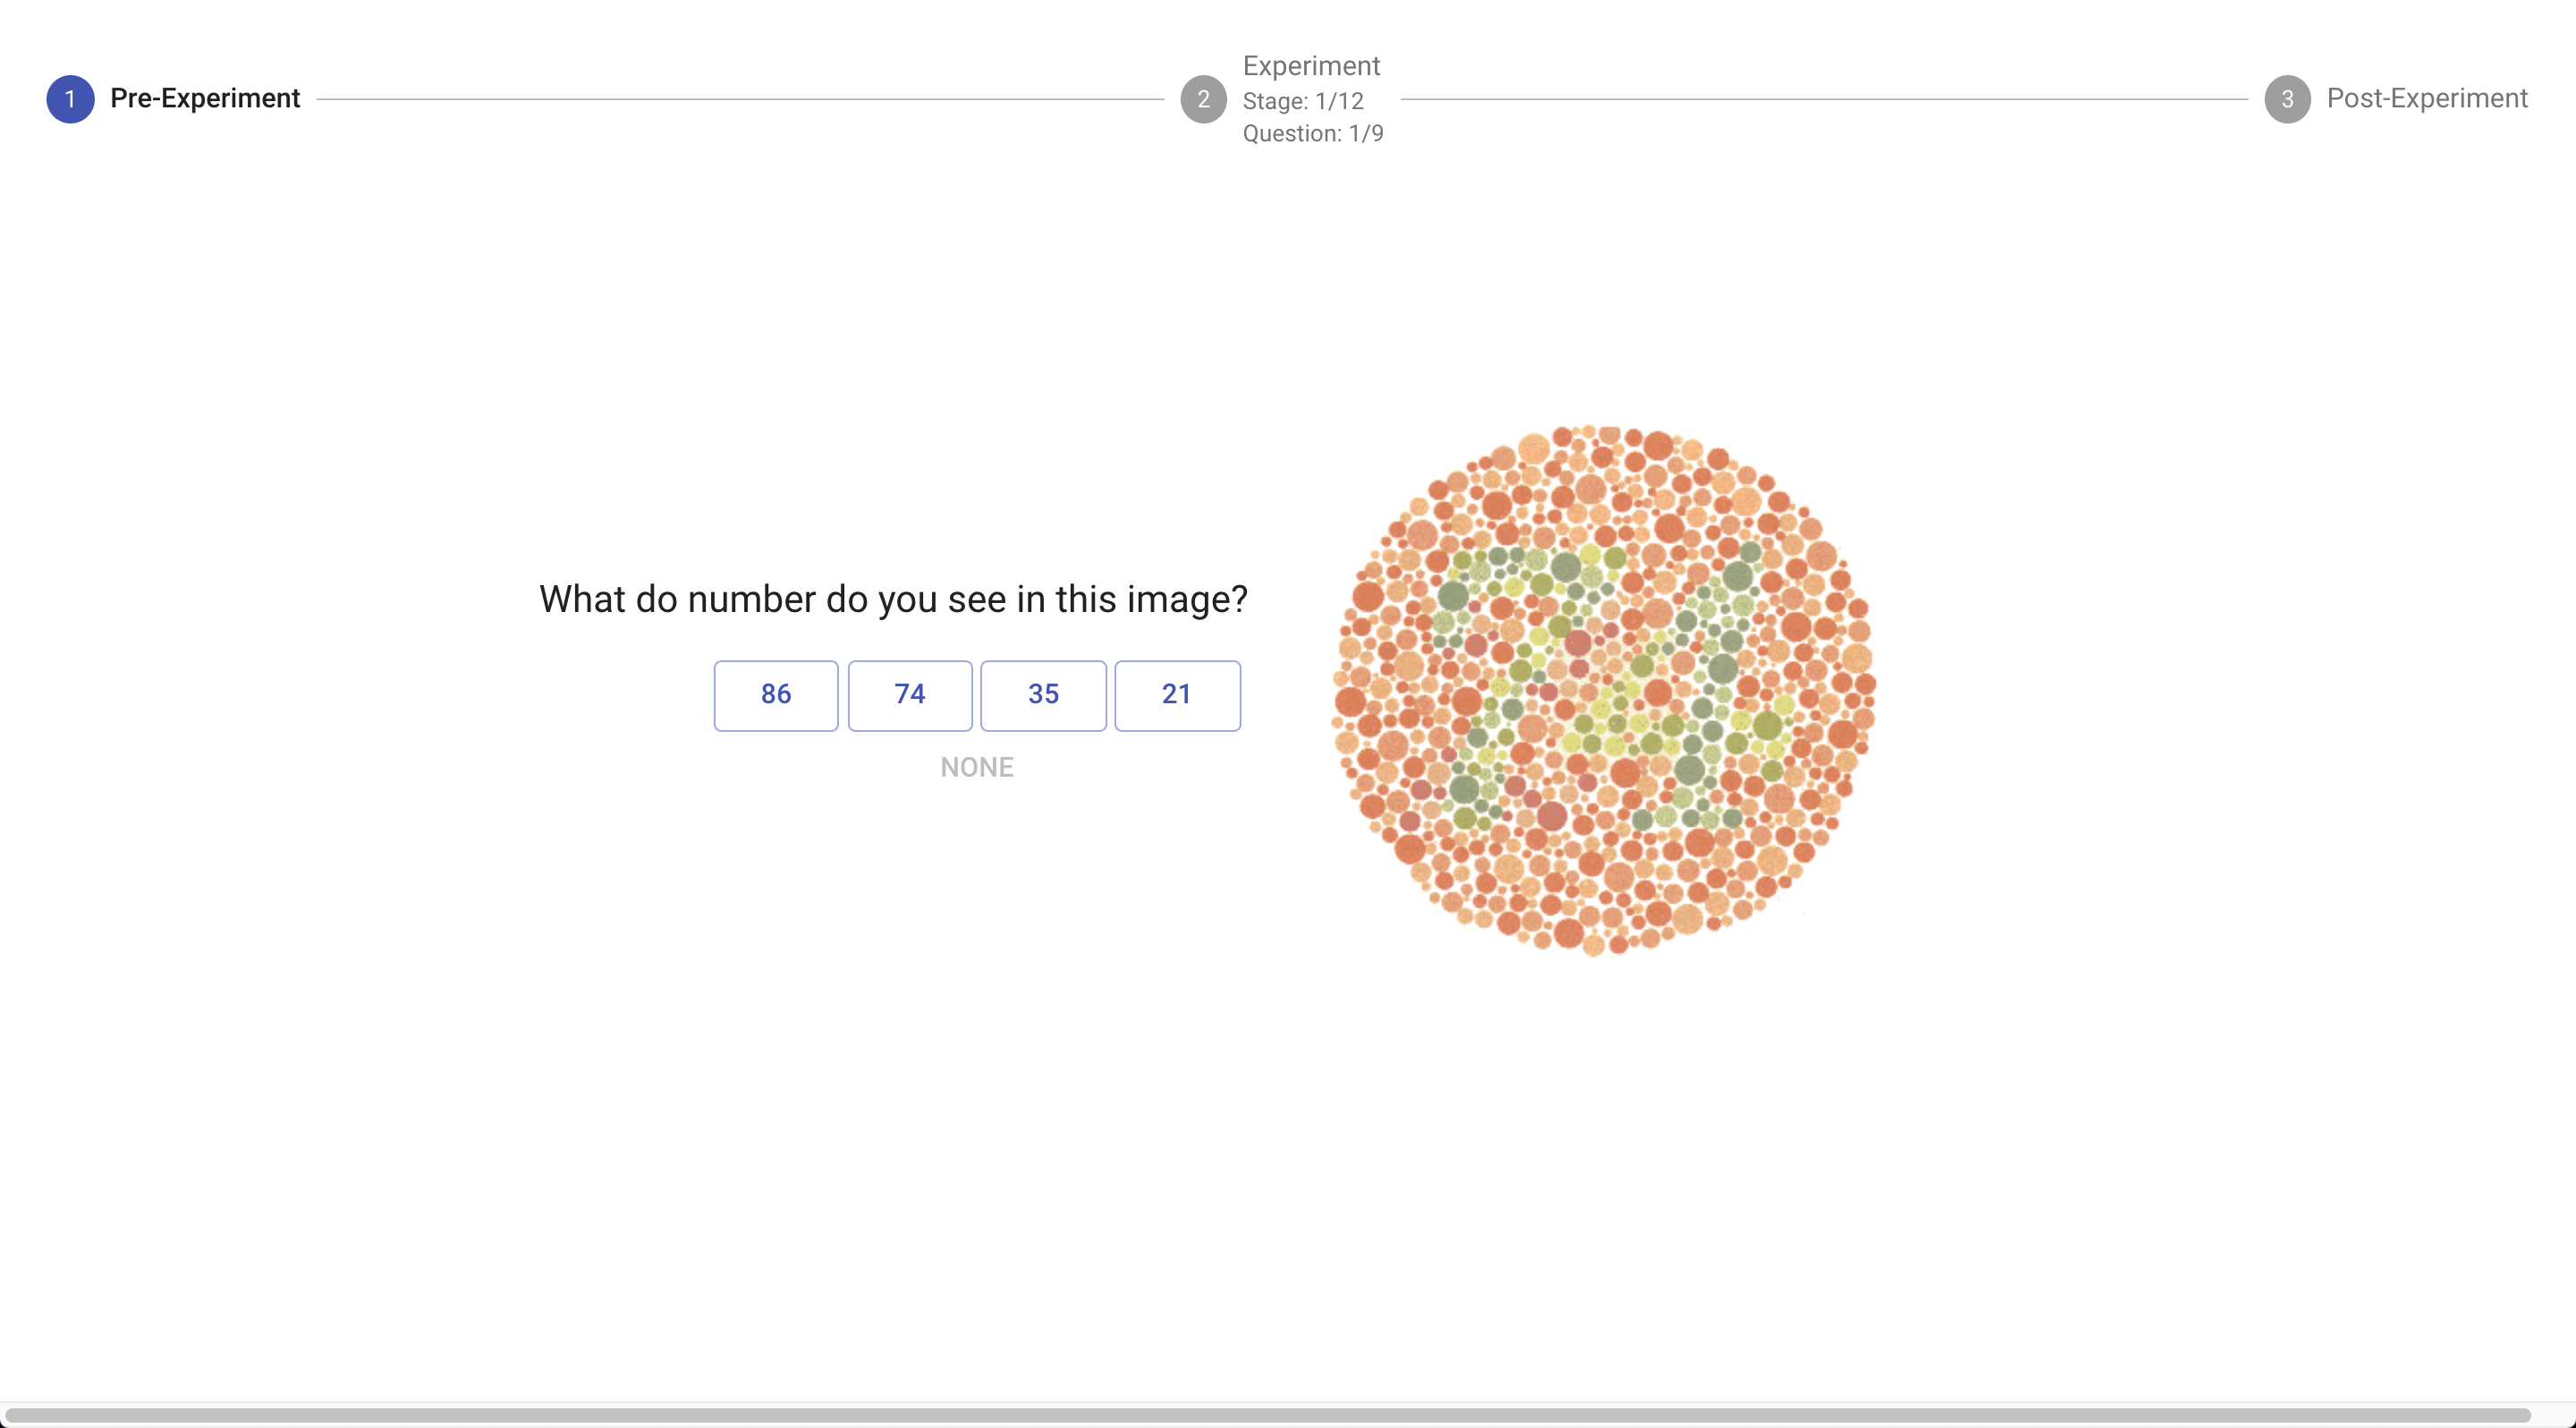 1 Pre-Experiment
2 Experiment
Stage: 1/12
Question: 1/9
3 Post-Experiment
What do number do you see in this image?
86 74 35 21
NONE
74